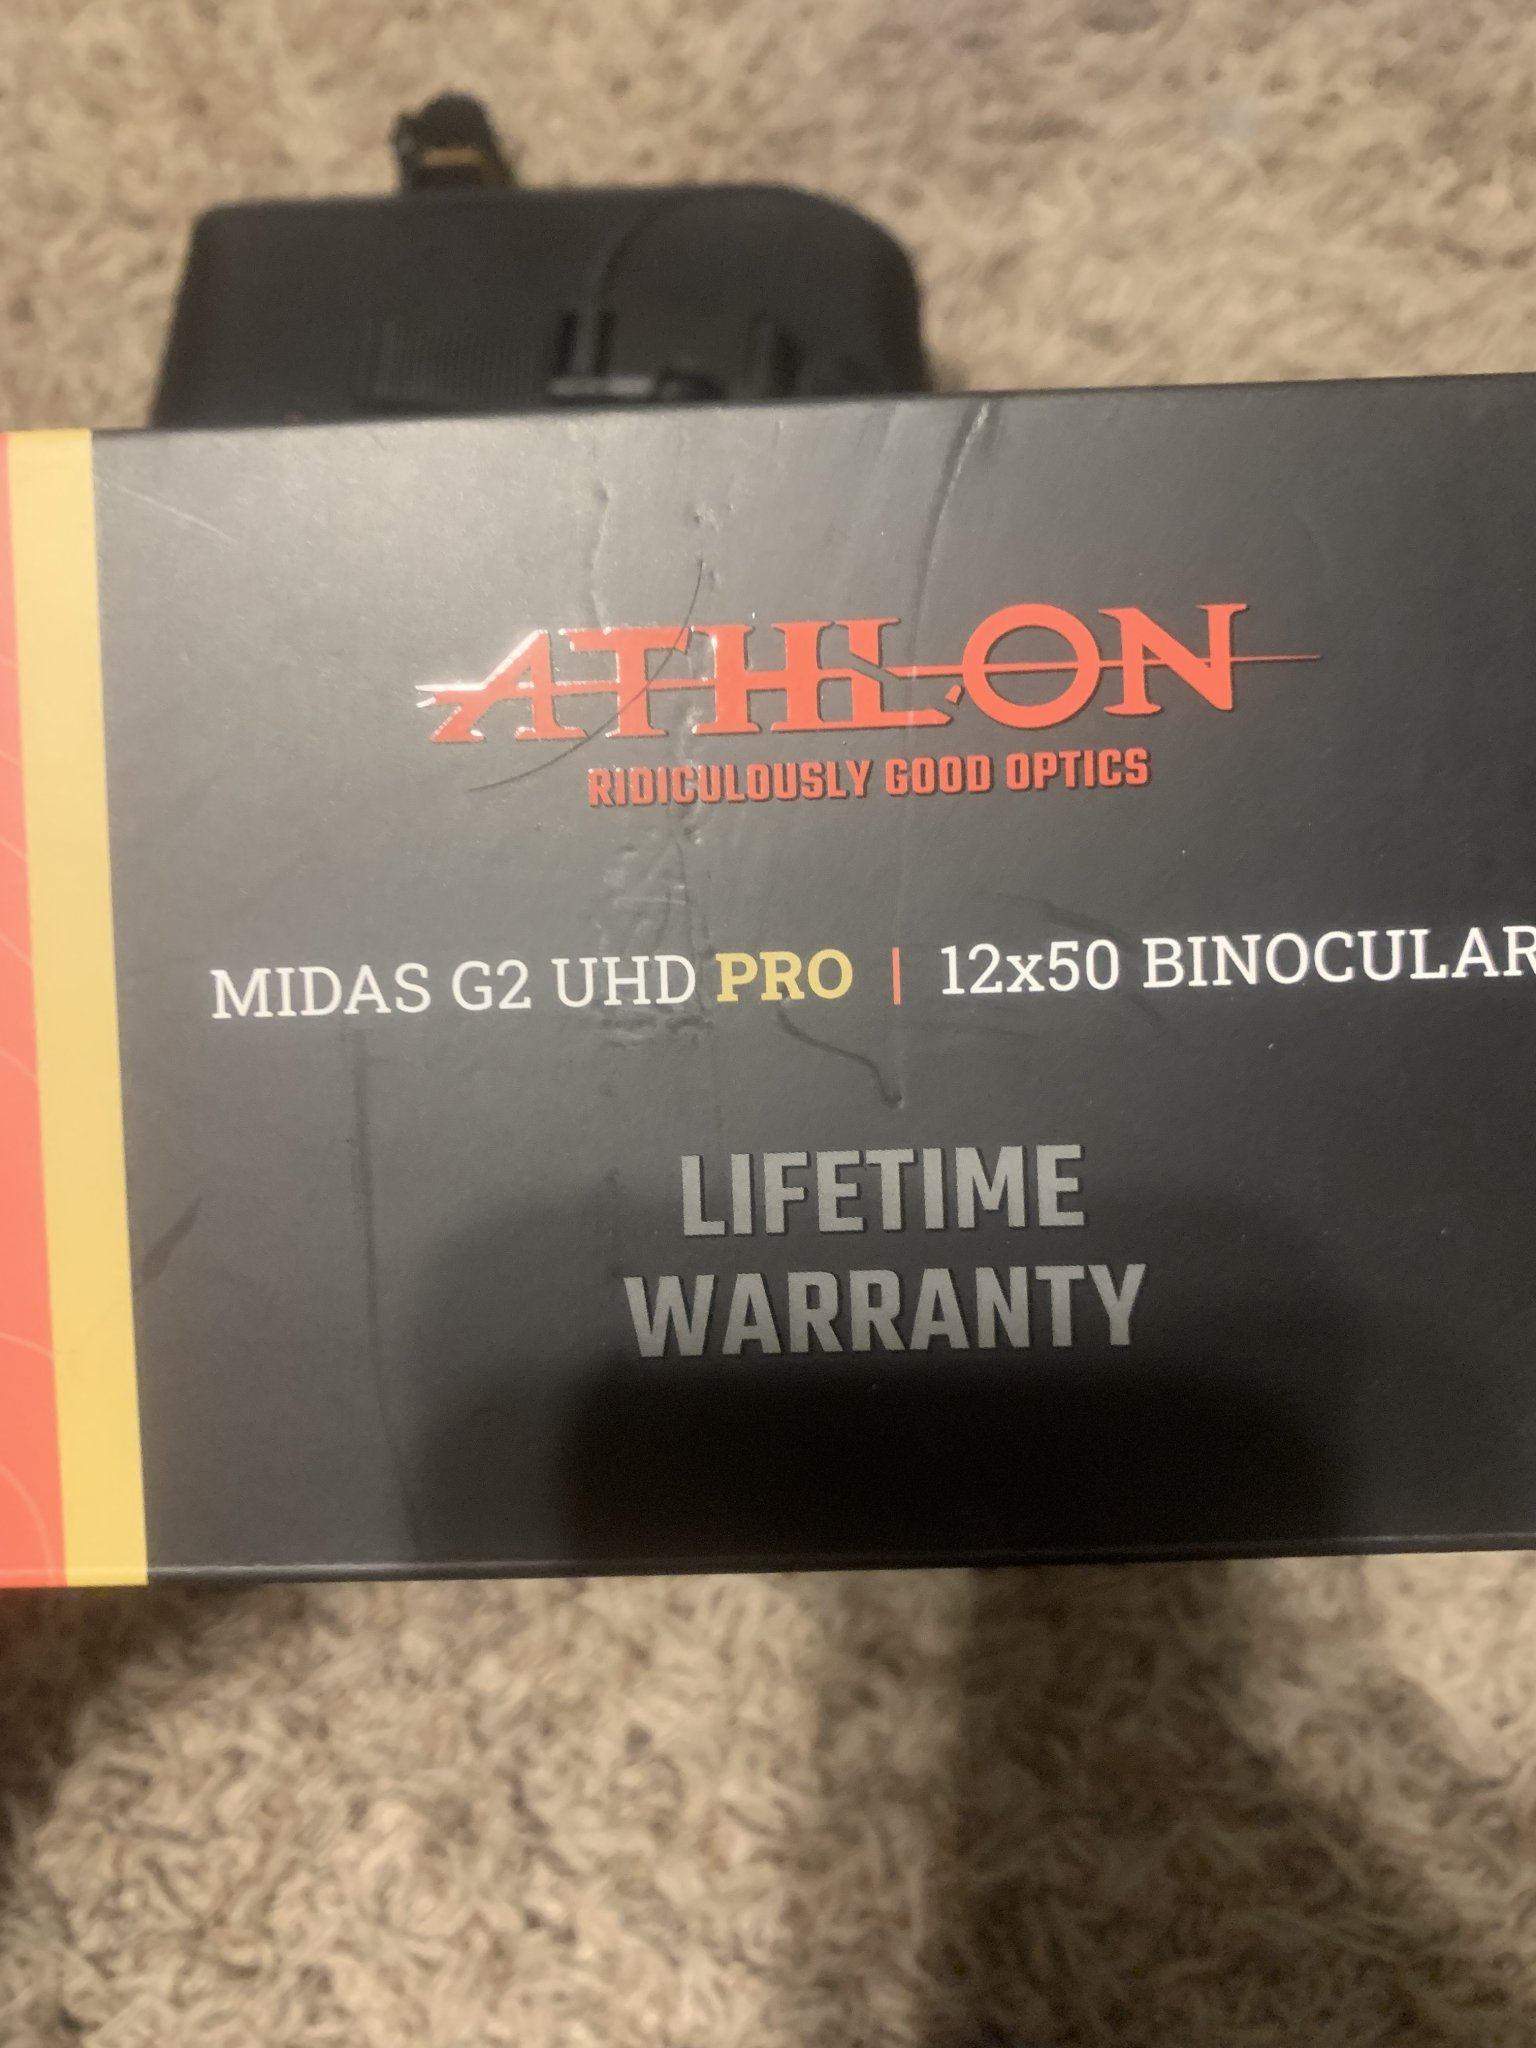 ATHLON
RIDICULOUSLY GOOD OPTICS
MIDAS G2 UHD PRO | 12x50 BINOCULAR
LIFETIME
WARRANTY